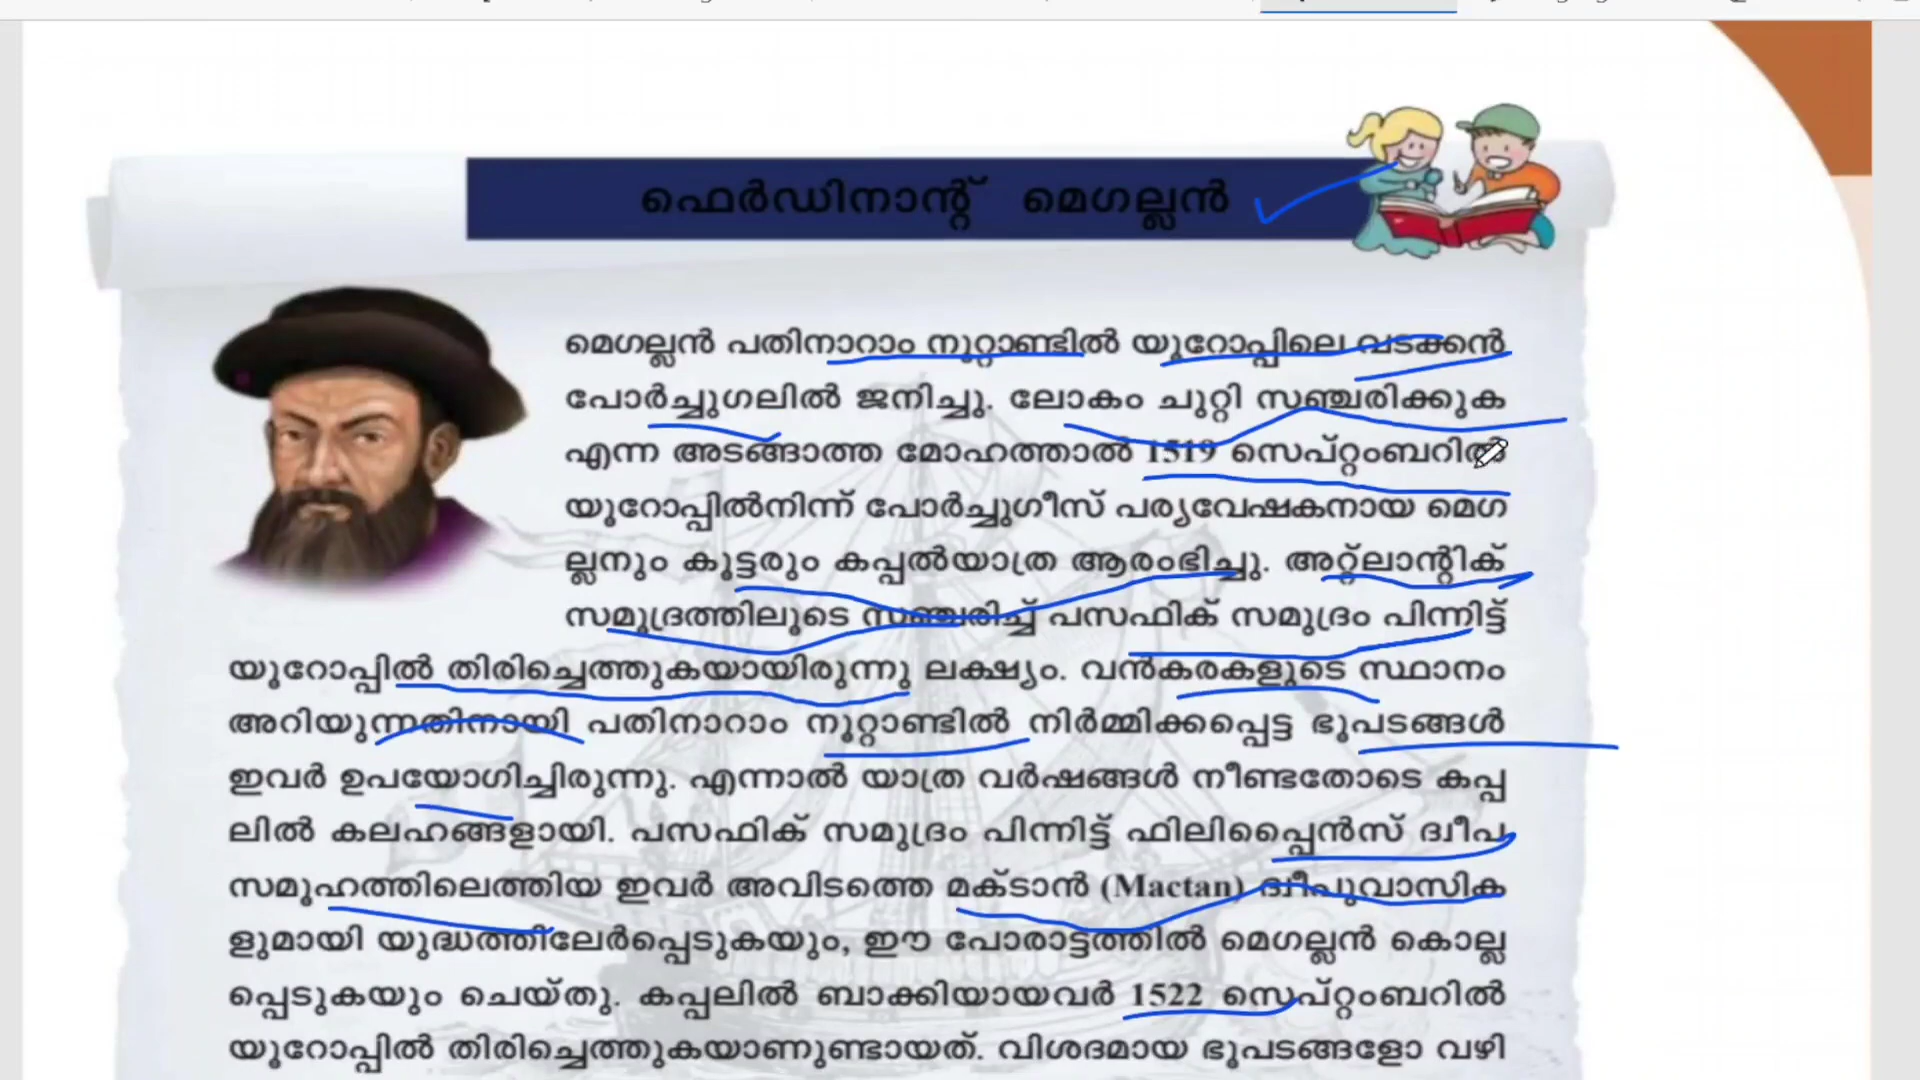 ഫെർഡിനാന്റ് മെഗല്ലൻ
മെഗല്ലൻ പതിനാറാം നൂറ്റാണ്ടിൽ യൂറോപ്പിലെ വടക്കൻ
പോർച്ചുഗലിൽ ജനിച്ചു. ലോകം ചുറ്റി സഞ്ചരിക്കുക
എന്ന അടങ്ങാത്ത മോഹത്താൽ 1519 സെപ്റ്റംബറിൽ
യൂറോപ്പിൽനിന്ന് പോർച്ചുഗീസ് പര്യവേഷകനായ മെഗ
ല്ലനും കൂട്ടരും കപ്പൽയാത്ര ആരംഭിച്ചു. അറ്റ്ലാന്റിക്
സമുദ്രത്തിലൂടെ സഞ്ചരിച്ച് പസഫിക് സമുദ്രം പിന്നിട്ട്
യൂറോപ്പിൽ തിരിച്ചെത്തുകയായിരുന്നു ലക്ഷ്യം. വൻകരകളുടെ സ്ഥാനം
അറിയുന്നതിനായി പതിനാറാം നൂറ്റാണ്ടിൽ നിർമ്മിക്കപ്പെട്ട ഭൂപടങ്ങൾ
ഇവർ ഉപയോഗിച്ചിരുന്നു. എന്നാൽ യാത്ര വർഷങ്ങൾ നീണ്ടതോടെ കപ്പ
ലിൽ കലഹങ്ങളായി. പസഫിക് സമുദ്രം പിന്നിട്ട് ഫിലിപ്പൈൻസ് ദ്വീപ
സമൂഹത്തിലെത്തിയ ഇവർ അവിടത്തെ മക്ടാൻ (Mactan) ദ്വീപുവാസിക
ളുമായി യുദ്ധത്തിലേർപ്പെടുകയും, ഈ പോരാട്ടത്തിൽ മെഗല്ലൻ കൊല്ല
പ്പെടുകയും ചെയ്തു. കപ്പലിൽ ബാക്കിയായവർ 1522 സെപ്റ്റംബറിൽ
യൂറോപ്പിൽ തിരിച്ചെത്തുകയാണുണ്ടായത്. വിശദമായ ഭൂപടങ്ങളോ വഴി